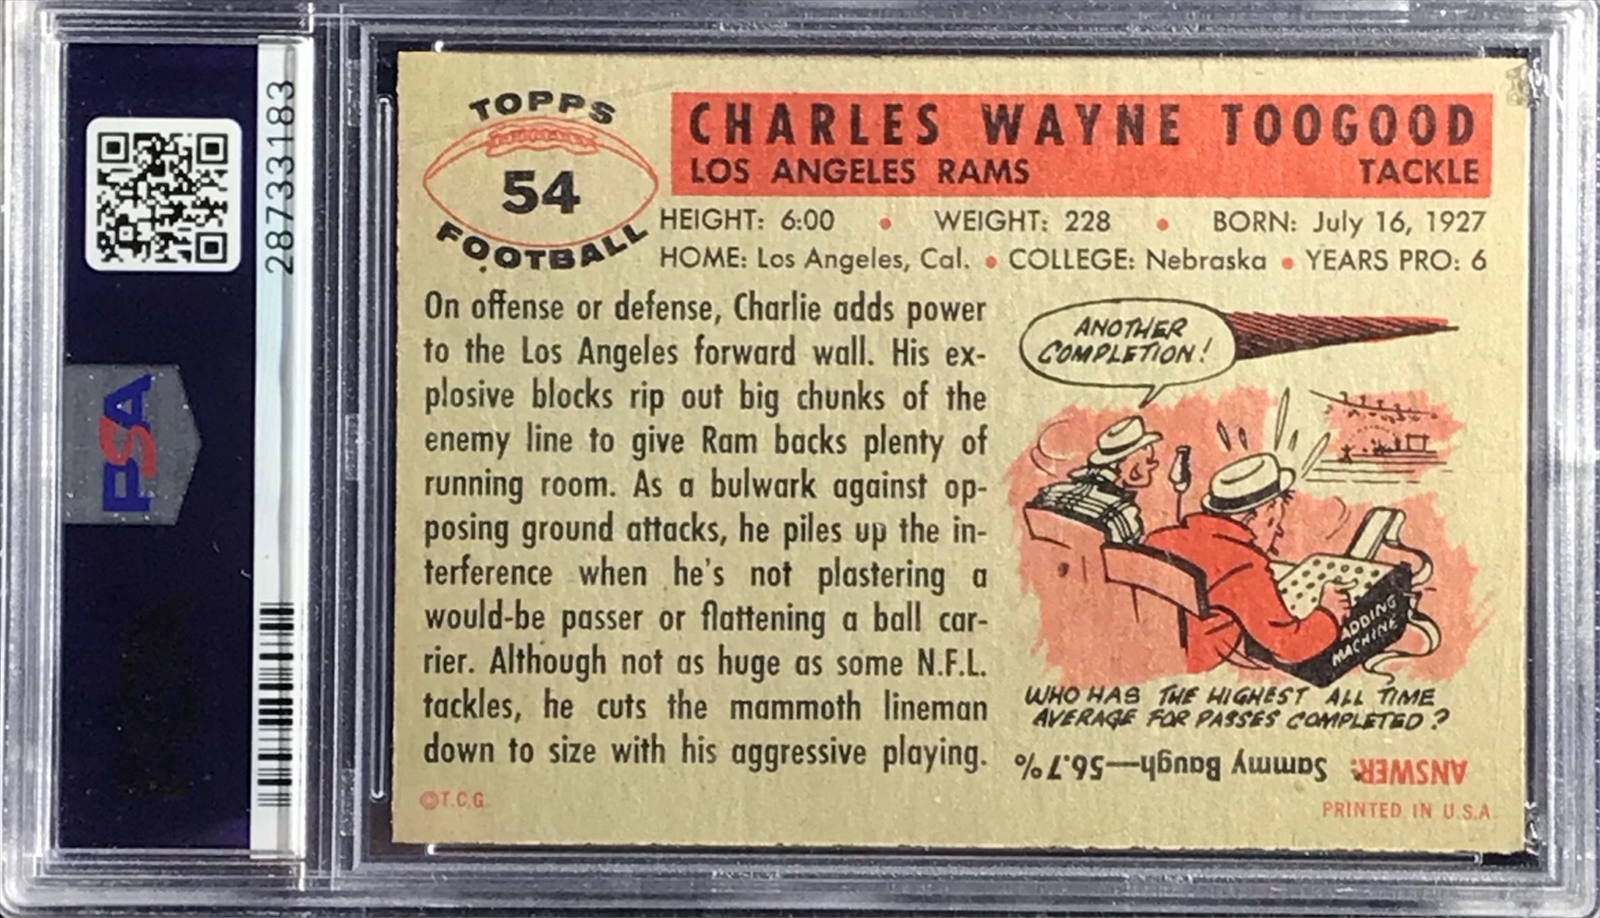 28733183
PSA
TOPPS
54
FOOTBALL
CHARLES WAYNE TOOGOOD
LOS ANGELES RAMS TACKLE
HEIGHT: 6:00 • WEIGHT: 228 • BORN: July 16, 1927
HOME: Los Angeles, Cal. • COLLEGE: Nebraska • YEARS PRO: 6
On offense or defense, Charlie adds power
to the Los Angeles forward wall. His ex-
plosive blocks rip out big chunks of the
enemy line to give Ram backs plenty of
running room. As a bulwark against op-
posing ground attacks, he piles up the in-
terference when he's not plastering a
would-be passer or flattening a ball car-
rier. Although not as huge as some N.F.L.
tackles, he cuts the mammoth lineman
down to size with his aggressive playing.
ANOTHER
COMPLETION!
ADDING
MACHINE
WHO HAS THE HIGHEST ALL TIME
AVERAGE FOR PASSES COMPLETED?
ANSWER: Sammy Baugh—56.7%
©T.C.G.
PRINTED IN U.S.A.